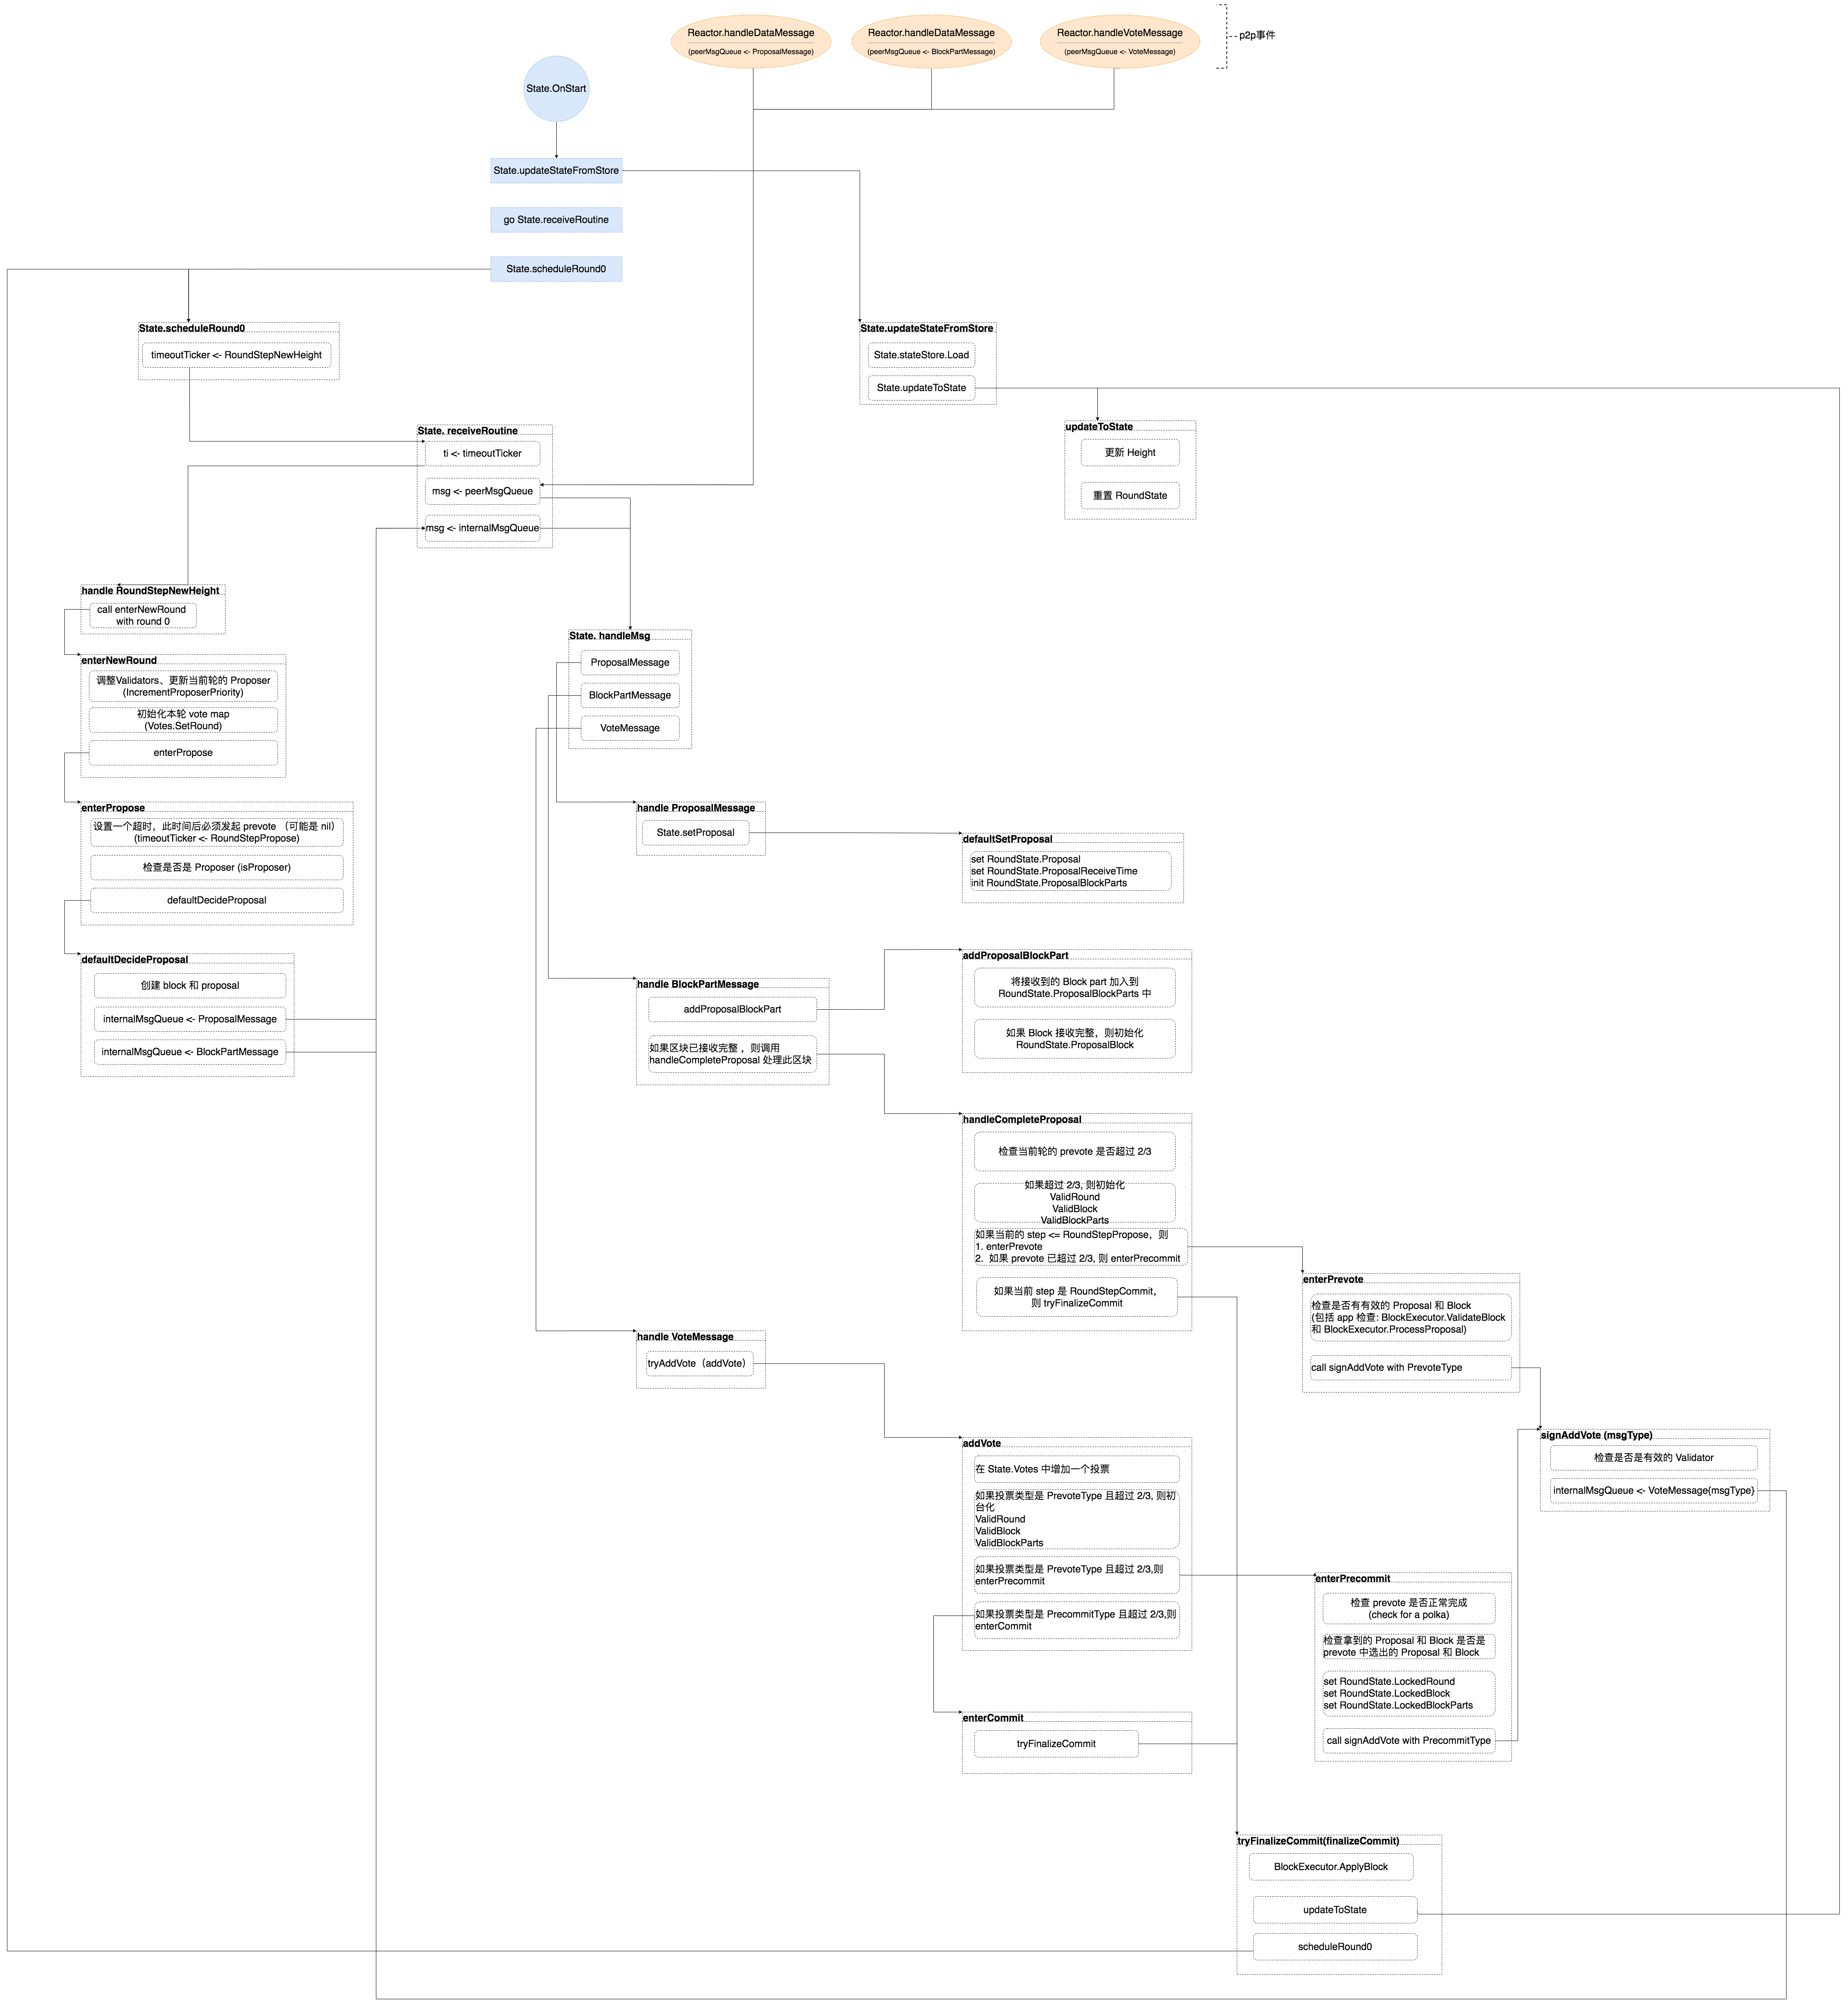 Reactor.handleDataMessage
(peerMsgQueue <- ProposalMessage)
Reactor.handleDataMessage
(peerMsgQueue <- BlockPartMessage)
Reactor.handleVoteMessage
(peerMsgQueue <- VoteMessage)
p2p事件
State.OnStart
State.updateStateFromStore
go State.receiveRoutine
State.scheduleRound0
State.scheduleRound0
timeoutTicker <- RoundStepNewHeight
State.updateStateFromStore
State.stateStore.Load
State.updateToState
updateToState
更新 Height
重置 RoundState
State. receiveRoutine
ti <- timeoutTicker
msg <- peerMsgQueue
msg <- internalMsgQueue
handle RoundStepNewHeight
call enterNewRound
with round 0
enterNewRound
调整Validators、更新当前轮的 Proposer
(IncrementProposerPriority)
初始化本轮 vote map
(Votes.SetRound)
enterPropose
enterPropose
设置一个超时，此时间后必须发起 prevote （可能是 nil）
(timeoutTicker <- RoundStepPropose)
检查是否是 Proposer (isProposer)
defaultDecideProposal
defaultDecideProposal
创建 block 和 proposal
internalMsgQueue <- ProposalMessage
internalMsgQueue <- BlockPartMessage
State. handleMsg
ProposalMessage
BlockPartMessage
VoteMessage
handle ProposalMessage
State.setProposal
defaultSetProposal
set RoundState.Proposal
set RoundState.ProposalReceiveTime
init RoundState.ProposalBlockParts
handle BlockPartMessage
addProposalBlockPart
如果区块已接收完整 ，则调用
handleCompleteProposal 处理此区块
addProposalBlockPart
将接收到的 Block part 加入到
RoundState.ProposalBlockParts 中
如果 Block 接收完整，则初始化
RoundState.ProposalBlock
handleCompleteProposal
检查当前轮的 prevote 是否超过 2/3
如果超过 2/3, 则初始化
ValidRound
ValidBlock
ValidBlockParts
如果当前的 step <= RoundStepPropose，则
1. enterPrevote
2.  如果 prevote 已超过 2/3, 则 enterPrecommit
如果当前 step 是 RoundStepCommit，
则 tryFinalizeCommit
handle VoteMessage
tryAddVote（addVote）
enterPrevote
检查是否有有效的 Proposal 和 Block
(包括 app 检查: BlockExecutor.ValidateBlock
和 BlockExecutor.ProcessProposal)
call signAddVote with PrevoteType
signAddVote (msgType)
检查是否是有效的 Validator
internalMsgQueue <- VoteMessage{msgType}
addVote
在 State.Votes 中增加一个投票
如果投票类型是 PrevoteType 且超过 2/3, 则初
台化
ValidRound
ValidBlock
ValidBlockParts
如果投票类型是 PrevoteType 且超过 2/3,则
enterPrecommit
如果投票类型是 PrecommitType 且超过 2/3,则
enterCommit
enterPrecommit
检查 prevote 是否正常完成
(check for a polka)
检查拿到的 Proposal 和 Block 是否是
prevote 中选出的 Proposal 和 Block
set RoundState.LockedRound
set RoundState.LockedBlock
set RoundState.LockedBlockParts
call signAddVote with PrecommitType
enterCommit
tryFinalizeCommit
tryFinalizeCommit(finalizeCommit)
BlockExecutor.ApplyBlock
updateToState
scheduleRound0